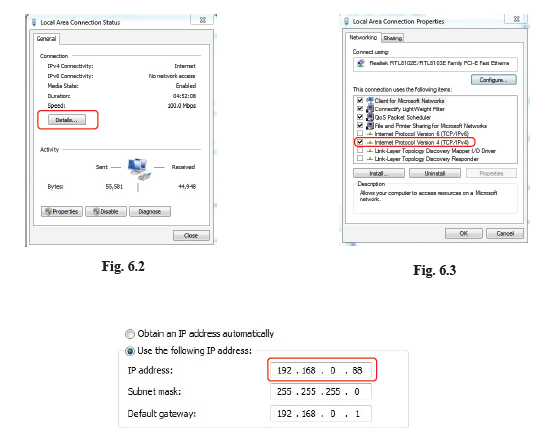 Local Area Connection Status
General
Connection
IPv4 Connectivity: Internet
IPv6 Connectivity: No network access
Media State: Enabled
Duration: 04:52:08
Speed: 100.0 Mbps
Details...
Activity
Sent — Received
Bytes: 55,581 | 44,948
Properties Disable Diagnose
Close
Fig. 6.2
Local Area Connection Properties
Networking Sharing
Connect using:
Realtek RTL8102E/RTL8103E Family PCI-E Fast Etherne
Configure...
This connection uses the following items:
Client for Microsoft Networks
Connectify LightWeight Filter
QoS Packet Scheduler
File and Printer Sharing for Microsoft Networks
Internet Protocol Version 6 (TCP/IPv6)
Internet Protocol Version 4 (TCP/IPv4)
Link-Layer Topology Discovery Mapper I/O Driver
Link-Layer Topology Discovery Responder
Install... Uninstall Properties
Description
Allows your computer to access resources on a Microsoft
network.
OK Cancel
Fig. 6.3
Obtain an IP address automatically
Use the following IP address:
IP address: 192 . 168 . 0 . 88
Subnet mask: 255 . 255 . 255 . 0
Default gateway: 192 . 168 . 0 . 1